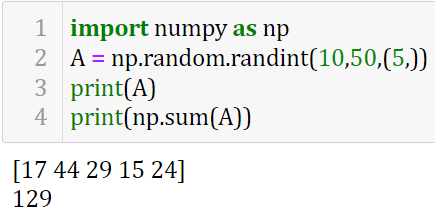 1 import numpy as np
2 A = np.random.randint(10,50,(5,))
3 print(A)
4 print(np.sum(A))
[17 44 29 15 24]
129